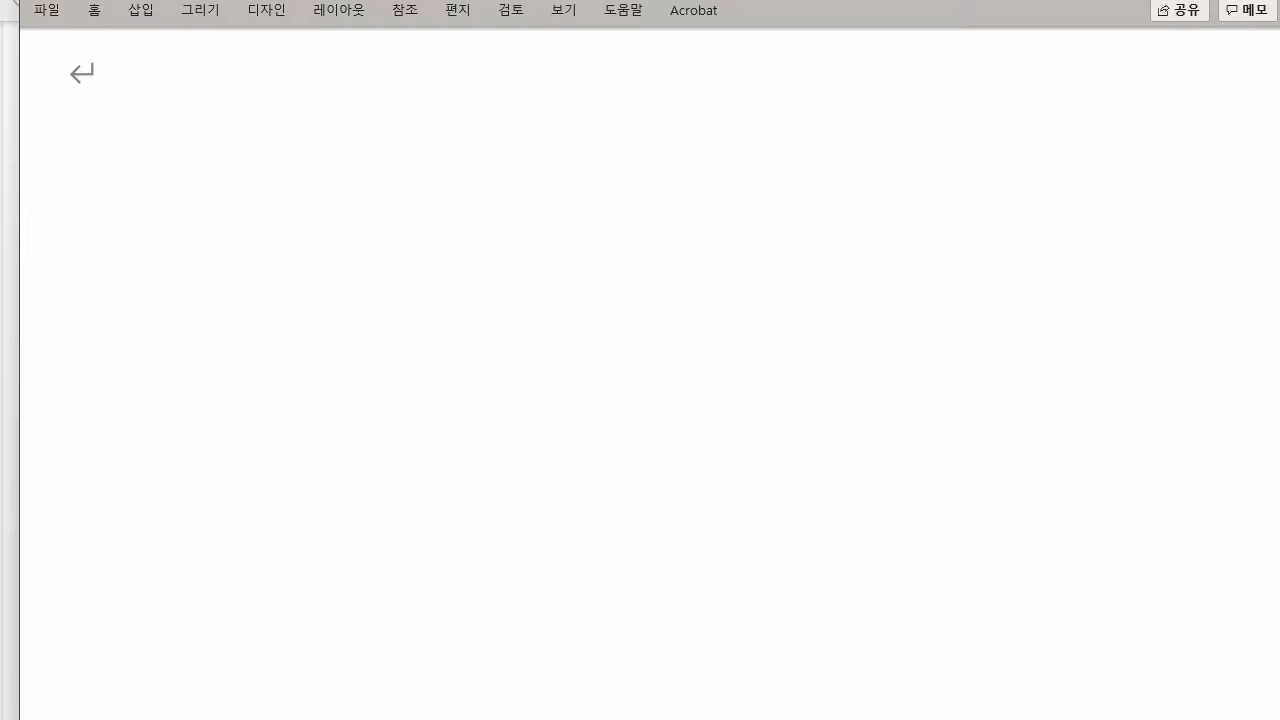 파일 홈 삽입 그리기 디자인 레이아웃 참조 편지 검토 보기 도움말 Acrobat 공유 메모